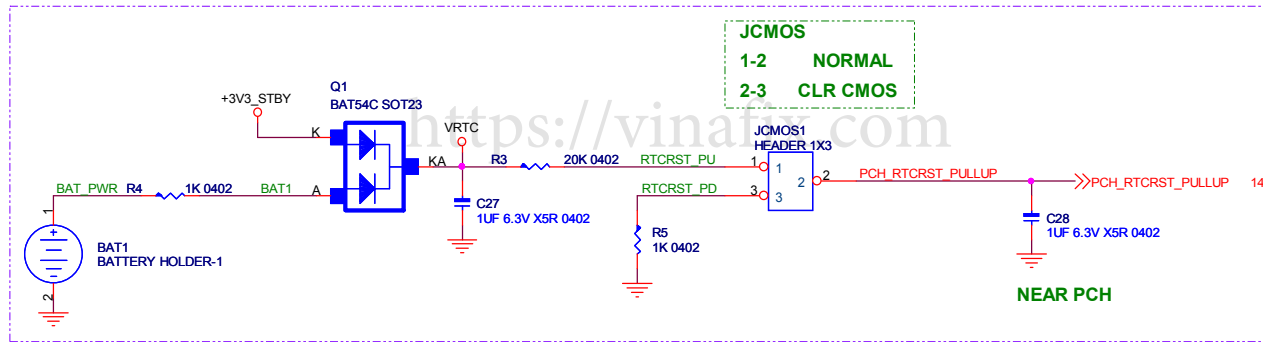 JCMOS
1-2 NORMAL
2-3 CLR CMOS
Q1
BAT54C SOT23
+3V3_STBY
https://vinafix.com
VRTC
JCMOS1
HEADER 1X3
K
KA
R3
20K 0402
RTCRST_PU
1
1
2
2
PCH_RTCRST_PULLUP
PCH_RTCRST_PULLUP
14
BAT_PWR
R4
1K 0402
BAT1
A
RTCRST_PD
3
3
C27
1UF 6.3V X5R 0402
C28
1UF 6.3V X5R 0402
1
+
R5
1K 0402
BAT1
BATTERY HOLDER-1
2
NEAR PCH